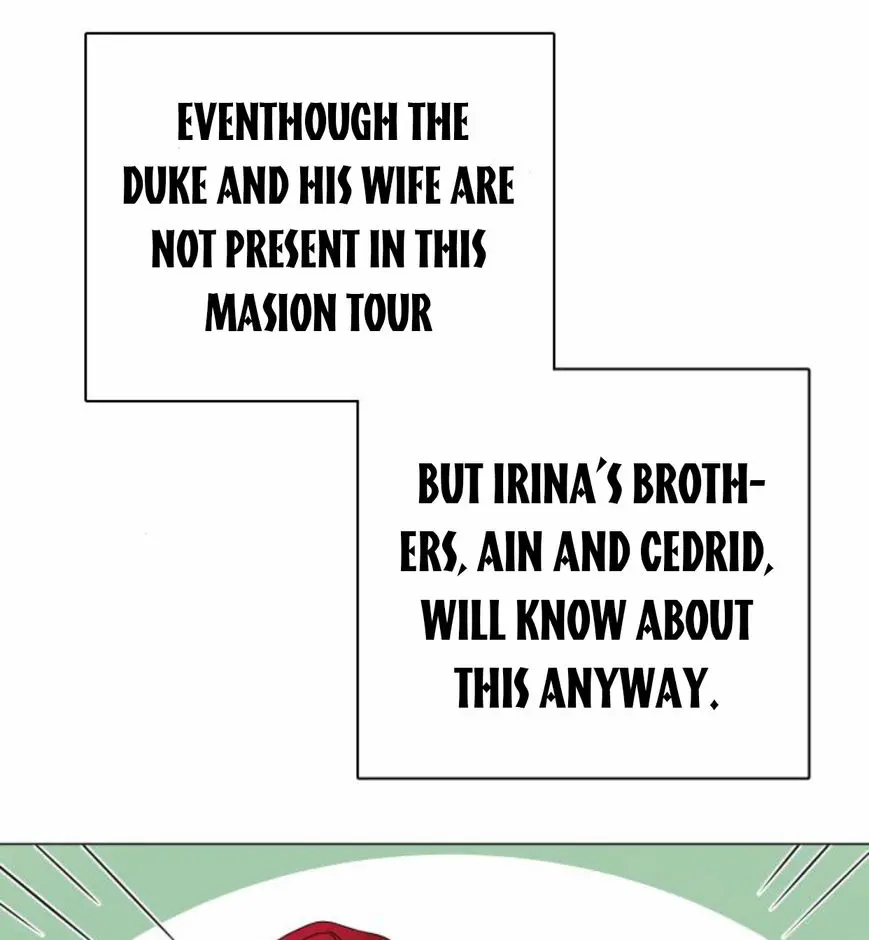 EVENTHOUGH THE
DUKE AND HIS WIFE ARE
NOT PRESENT IN THIS
MASION TOUR
BUT IRINA'S BROTH-
ERS, AIN AND CEDRID,
WILL KNOW ABOUT
THIS ANYWAY.